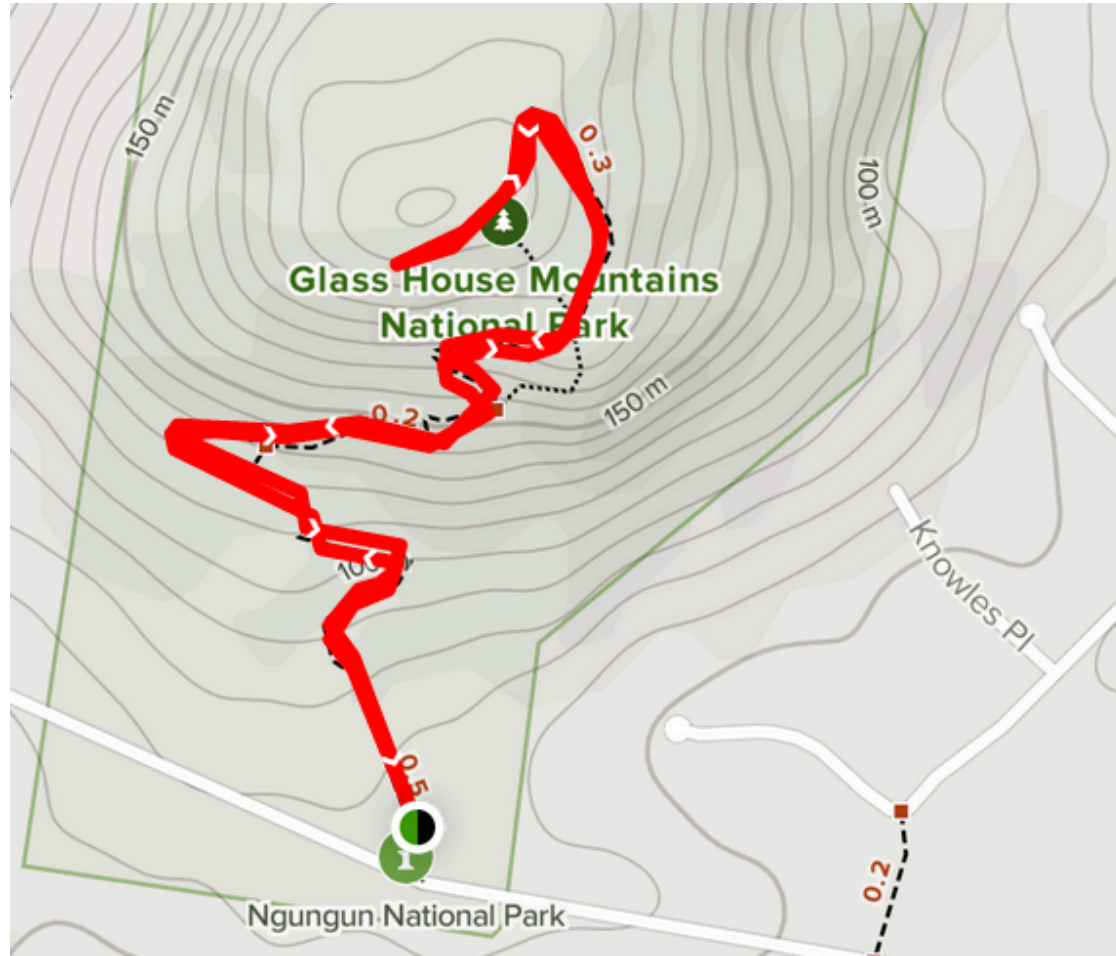 150 m
0.3
100 m
Glass House Mountains
National Park
150 m
0.2
Knowles Pl
0.5
i
0.2
Ngungun National Park